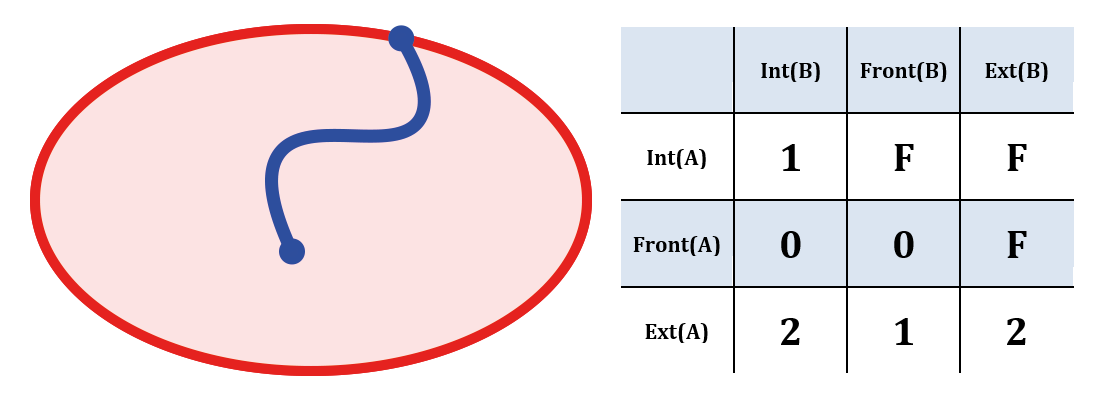 Int(B) Front(B) Ext(B)
Int(A) 1 F F
Front(A) 0 0 F
Ext(A) 2 1 2